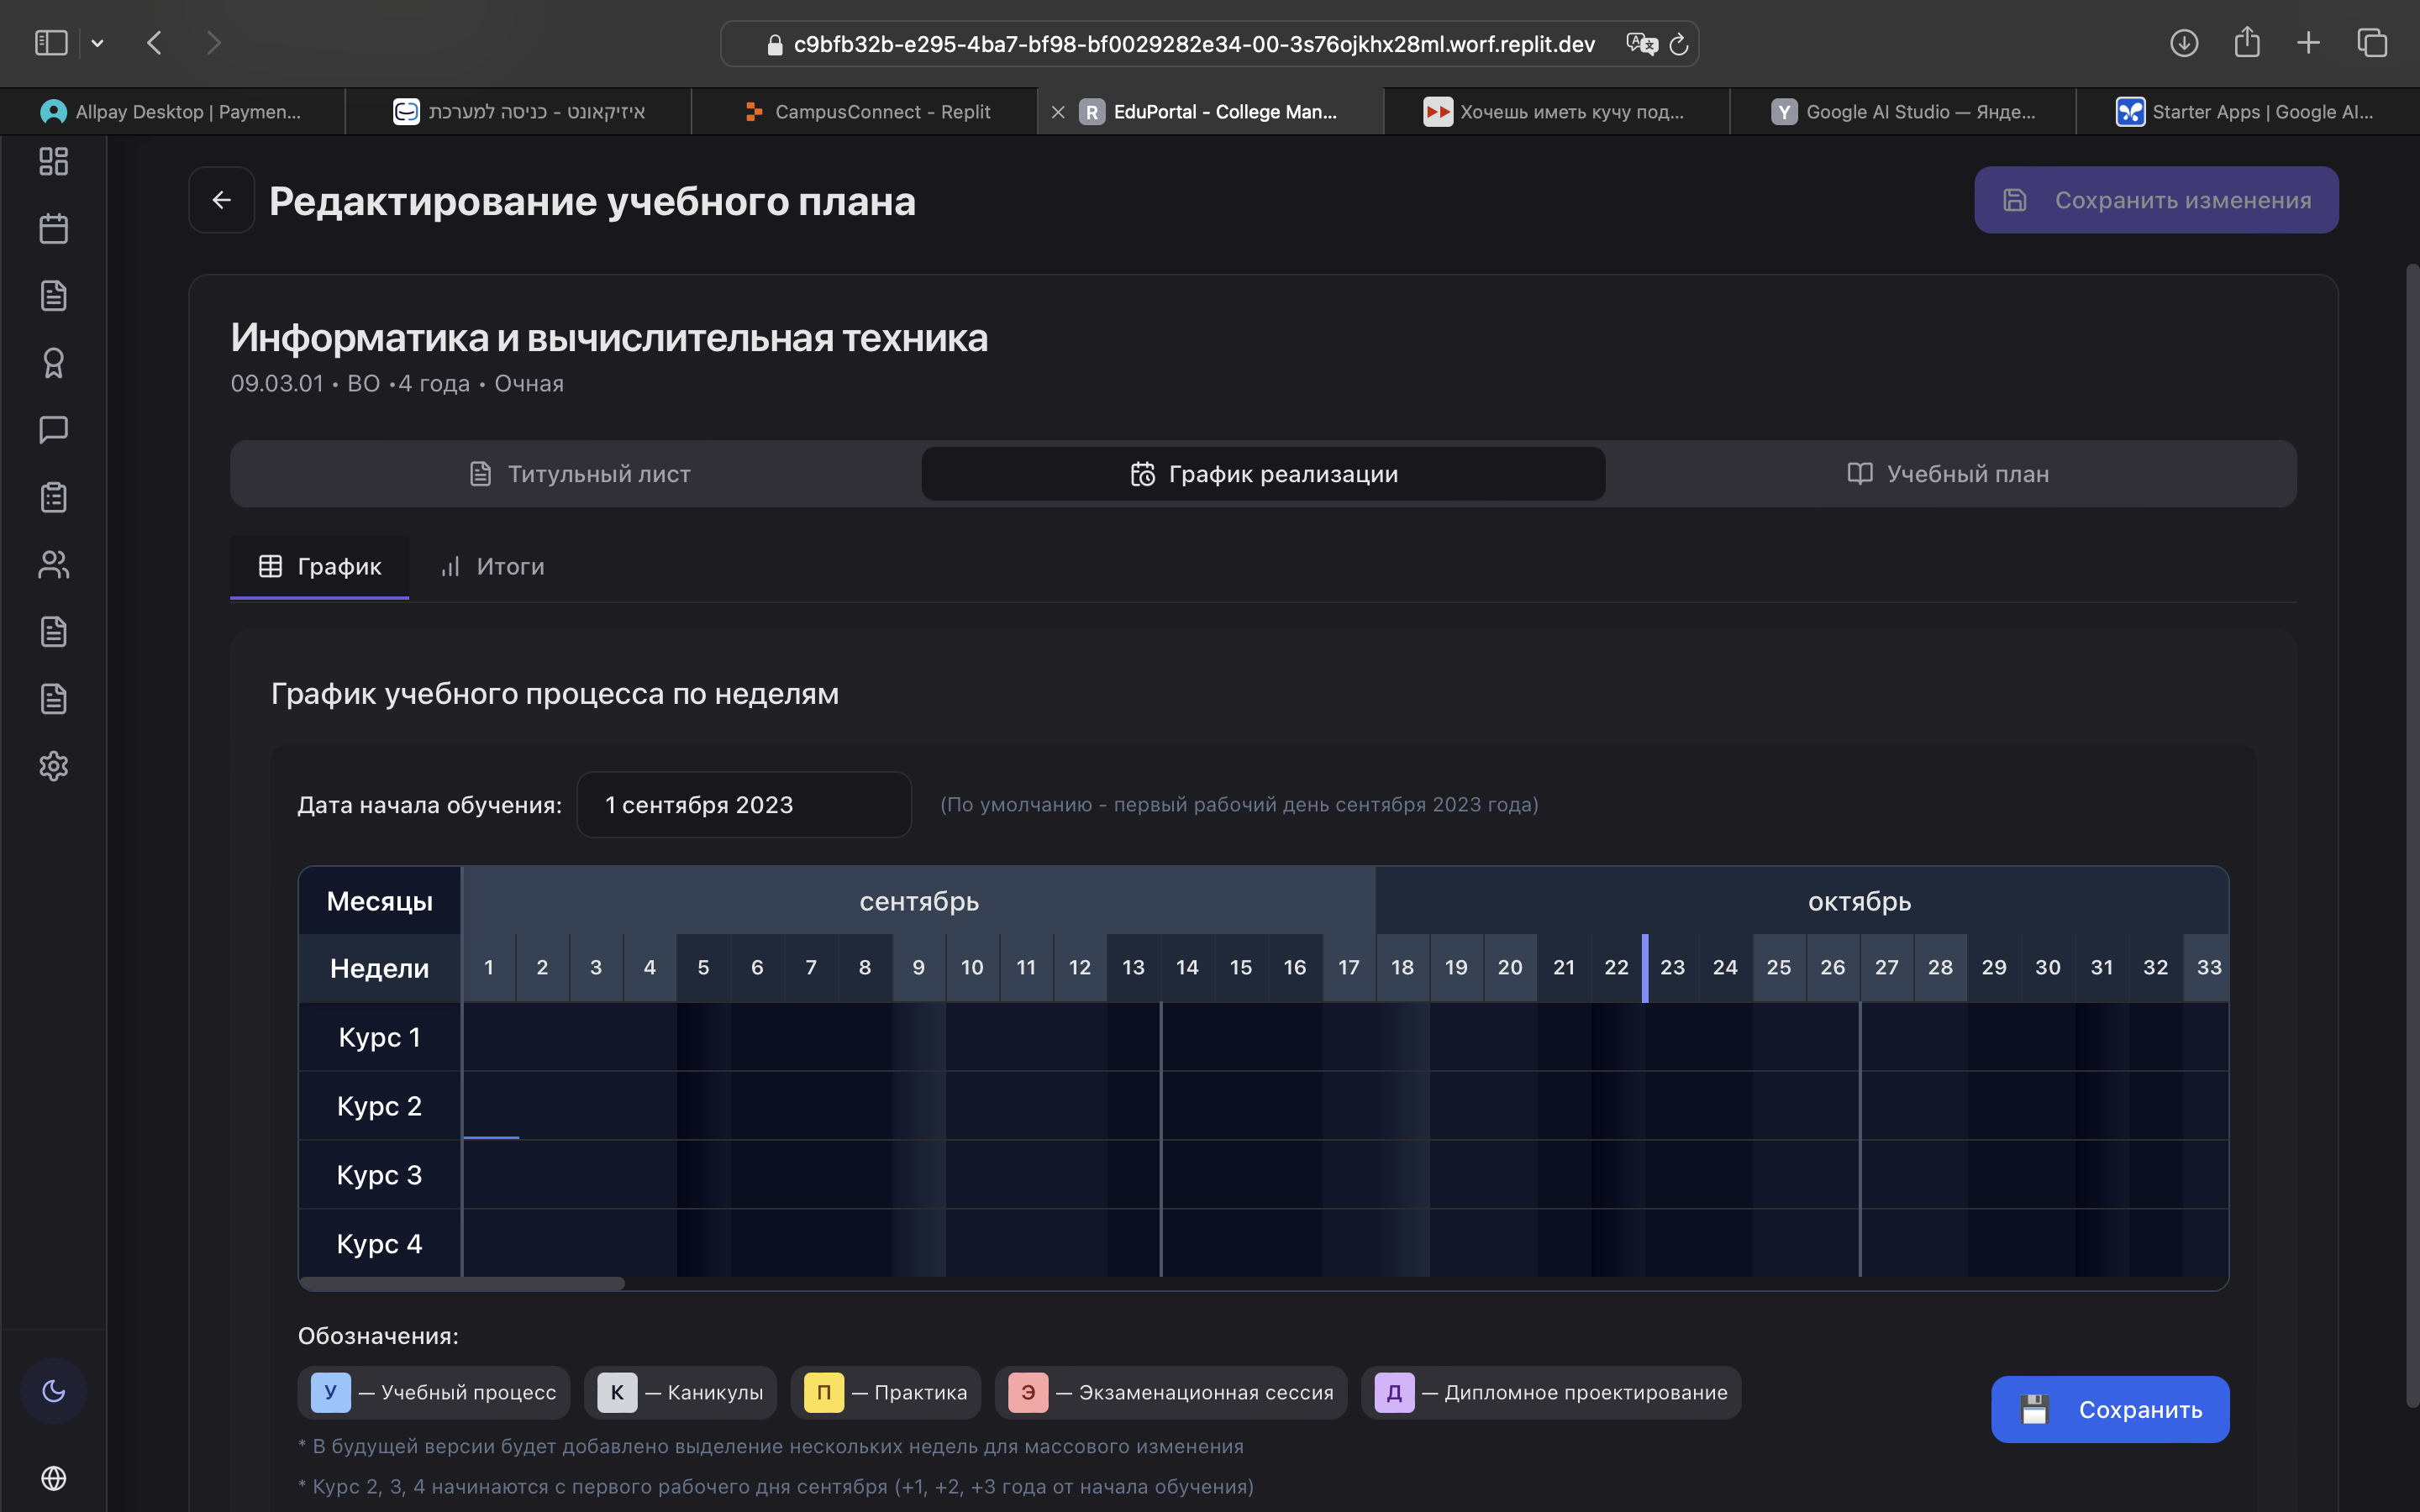 c9bfb32b-e295-4ba7-bf98-bf0029282e34-00-3s76ojkhx28ml.worf.replit.dev
Allpay Desktop | Paymen...
איזיקאונט - כניסה למערכת
CampusConnect - Replit
R EduPortal - College Man...
Хочешь иметь кучу под...
Y Google AI Studio — Янде...
Starter Apps | Google AI...
Редактирование учебного плана
Сохранить изменения
Информатика и вычислительная техника
09.03.01 • ВО •4 года • Очная
Титульный лист
График реализации
Учебный план
График
Итоги
График учебного процесса по неделям
Дата начала обучения: 1 сентября 2023 (По умолчанию - первый рабочий день сентября 2023 года)
Месяцы сентябрь октябрь
Недели 1 2 3 4 5 6 7 8 9 10 11 12 13 14 15 16 17 18 19 20 21 22 23 24 25 26 27 28 29 30 31 32 33
Курс 1
Курс 2
Курс 3
Курс 4
Обозначения:
У — Учебный процесс К — Каникулы П — Практика Э — Экзаменационная сессия Д — Дипломное проектирование
Сохранить
* В будущей версии будет добавлено выделение нескольких недель для массового изменения
* Курс 2, 3, 4 начинаются с первого рабочего дня сентября (+1, +2, +3 года от начала обучения)